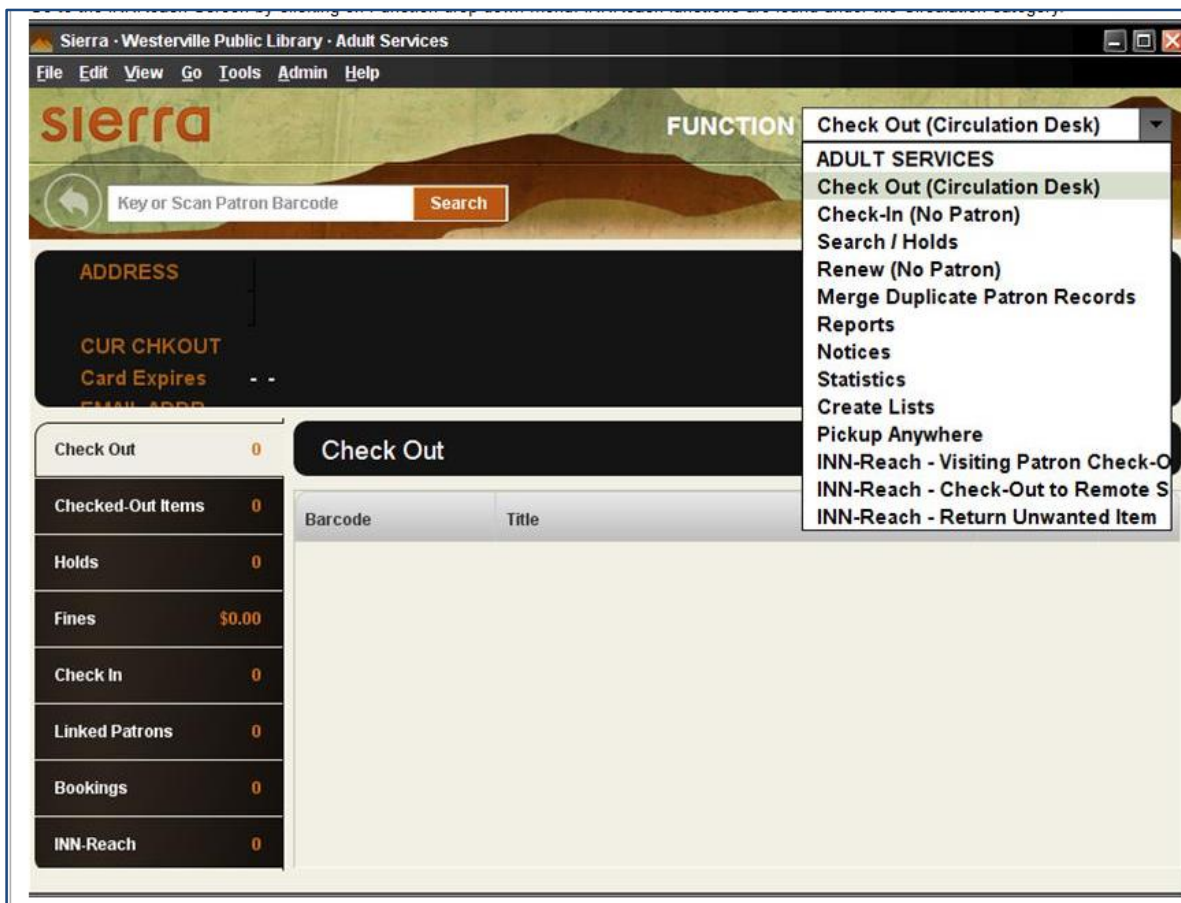 Sierra · Westerville Public Library · Adult Services
File Edit View Go Tools Admin Help
sierra
FUNCTION Check Out (Circulation Desk)
ADULT SERVICES
Check Out (Circulation Desk)
Check-In (No Patron)
Search / Holds
Renew (No Patron)
Merge Duplicate Patron Records
Reports
Notices
Statistics
Create Lists
Pickup Anywhere
INN-Reach - Visiting Patron Check-O
INN-Reach - Check-Out to Remote S
INN-Reach - Return Unwanted Item
Key or Scan Patron Barcode Search
ADDRESS
CUR CHKOUT
Card Expires - -
EMAIL ADDR
Check Out 0
Checked-Out Items 0
Holds 0
Fines $0.00
Check In 0
Linked Patrons 0
Bookings 0
INN-Reach 0
Check Out
Barcode Title